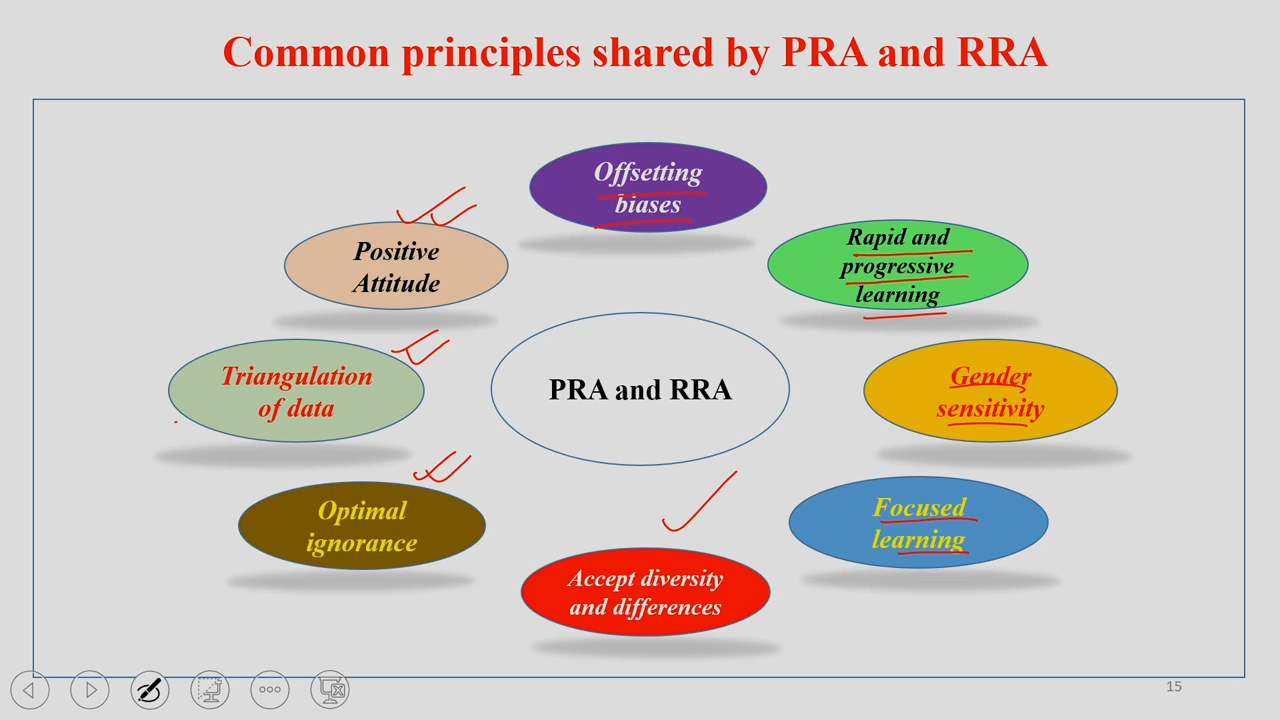 Common principles shared by PRA and RRA
Offsetting
biases
Positive
Attitude
Rapid and
progressive
learning
Triangulation
of data
PRA and RRA
Gender
sensitivity
Optimal
ignorance
Focused
learning
Accept diversity
and differences
15